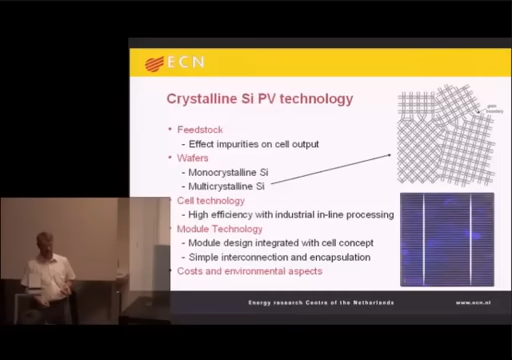 ECN
Crystalline Si PV technology
• Feedstock
- Effect impurities on cell output
• Wafers
- Monocrystalline Si
- Multicrystalline Si
• Cell technology
- High efficiency with industrial in-line processing
• Module Technology
- Module design integrated with cell concept
- Simple interconnection and encapsulation
• Costs and environmental aspects
grain
boundary
Energy research Centre of the Netherlands
www.ecn.nl